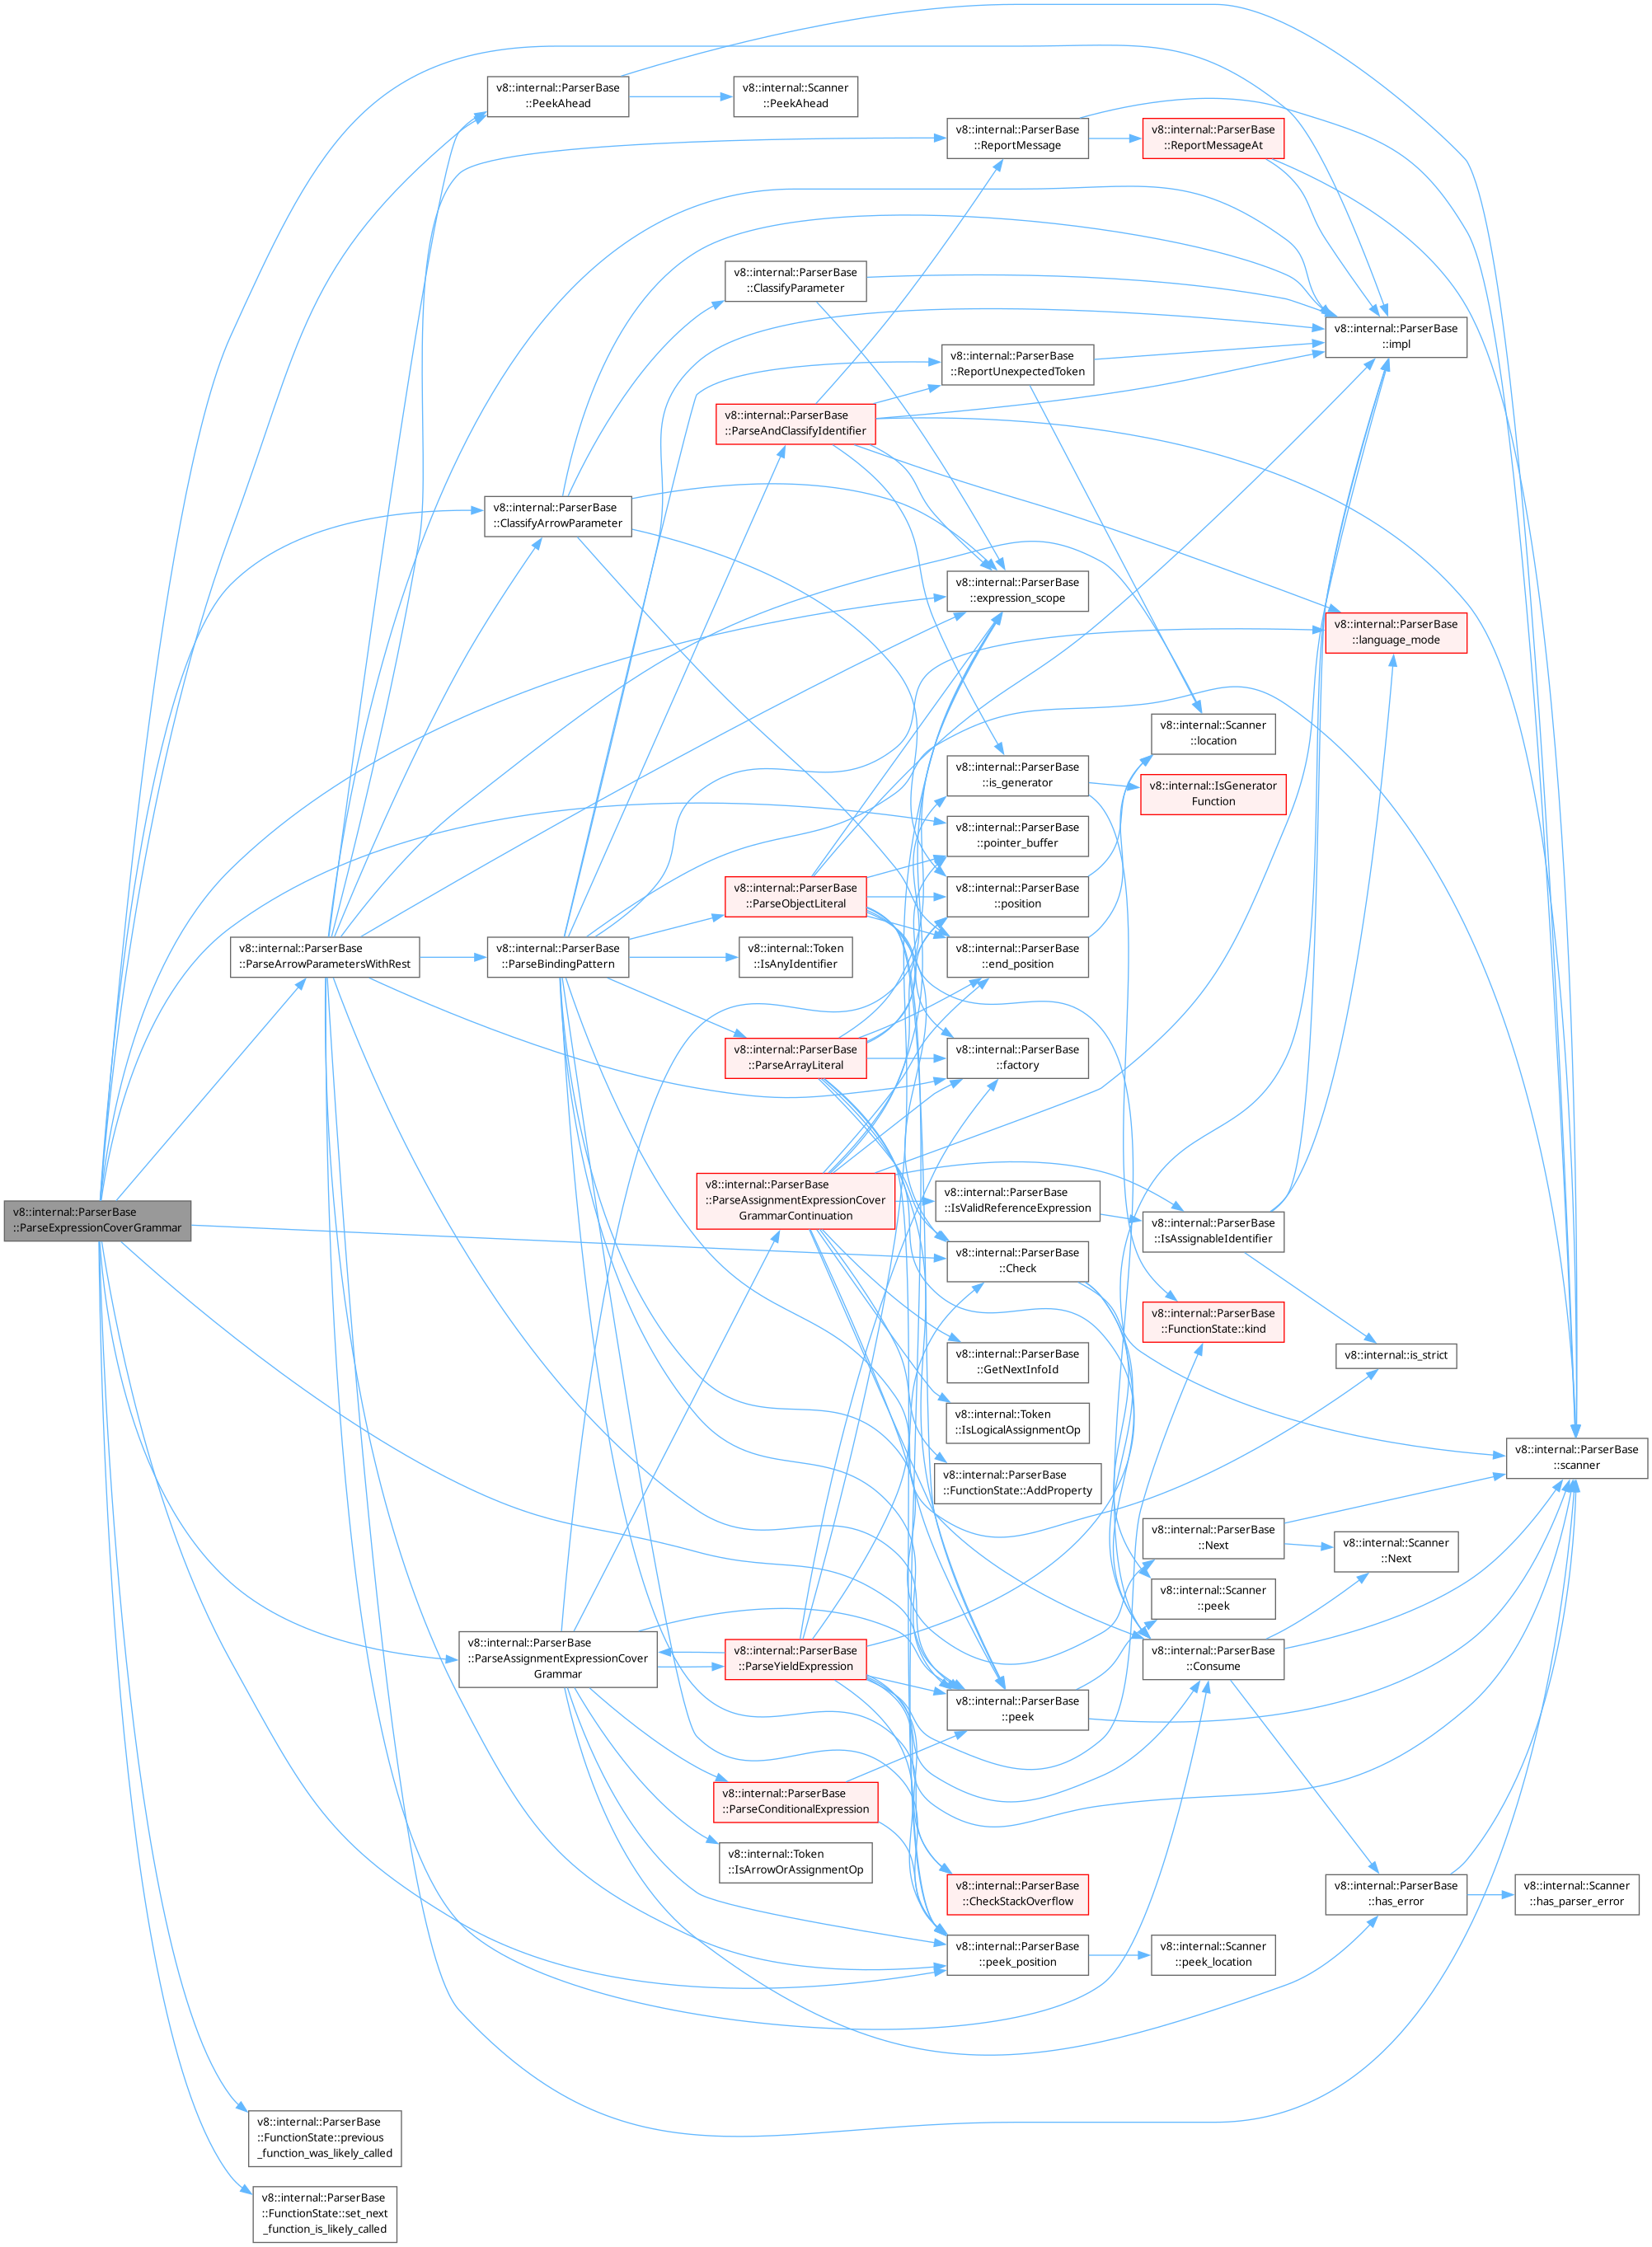 v8::internal::ParserBase
::PeekAhead
v8::internal::Scanner
::PeekAhead
v8::internal::ParserBase
::ReportMessage
v8::internal::ParserBase
::ReportMessageAt
v8::internal::ParserBase
::ClassifyParameter
v8::internal::ParserBase
::impl
v8::internal::ParserBase
::ReportUnexpectedToken
v8::internal::ParserBase
::ParseAndClassifyIdentifier
v8::internal::ParserBase
::ClassifyArrowParameter
v8::internal::ParserBase
::expression_scope
v8::internal::ParserBase
::language_mode
v8::internal::Scanner
::location
v8::internal::ParserBase
::is_generator
v8::internal::IsGenerator
Function
v8::internal::ParserBase
::pointer_buffer
v8::internal::ParserBase
::ParseObjectLiteral
v8::internal::ParserBase
::position
v8::internal::ParserBase
::ParseArrowParametersWithRest
v8::internal::ParserBase
::ParseBindingPattern
v8::internal::Token
::IsAnyIdentifier
v8::internal::ParserBase
::end_position
v8::internal::ParserBase
::ParseArrayLiteral
v8::internal::ParserBase
::factory
v8::internal::ParserBase
::ParseAssignmentExpressionCover
GrammarContinuation
v8::internal::ParserBase
::IsValidReferenceExpression
v8::internal::ParserBase
::ParseExpressionCoverGrammar
v8::internal::ParserBase
::IsAssignableIdentifier
v8::internal::ParserBase
::Check
v8::internal::ParserBase
::FunctionState::kind
v8::internal::ParserBase
::GetNextInfoId
v8::internal::is_strict
v8::internal::Token
::IsLogicalAssignmentOp
v8::internal::ParserBase
::scanner
v8::internal::ParserBase
::FunctionState::AddProperty
v8::internal::ParserBase
::Next
v8::internal::Scanner
::Next
v8::internal::Scanner
::peek
v8::internal::ParserBase
::ParseAssignmentExpressionCover
Grammar
v8::internal::ParserBase
::ParseYieldExpression
v8::internal::ParserBase
::Consume
v8::internal::ParserBase
::peek
v8::internal::ParserBase
::ParseConditionalExpression
v8::internal::Token
::IsArrowOrAssignmentOp
v8::internal::ParserBase
::CheckStackOverflow
v8::internal::ParserBase
::has_error
v8::internal::Scanner
::has_parser_error
v8::internal::ParserBase
::peek_position
v8::internal::Scanner
::peek_location
v8::internal::ParserBase
::FunctionState::previous
_function_was_likely_called
v8::internal::ParserBase
::FunctionState::set_next
_function_is_likely_called